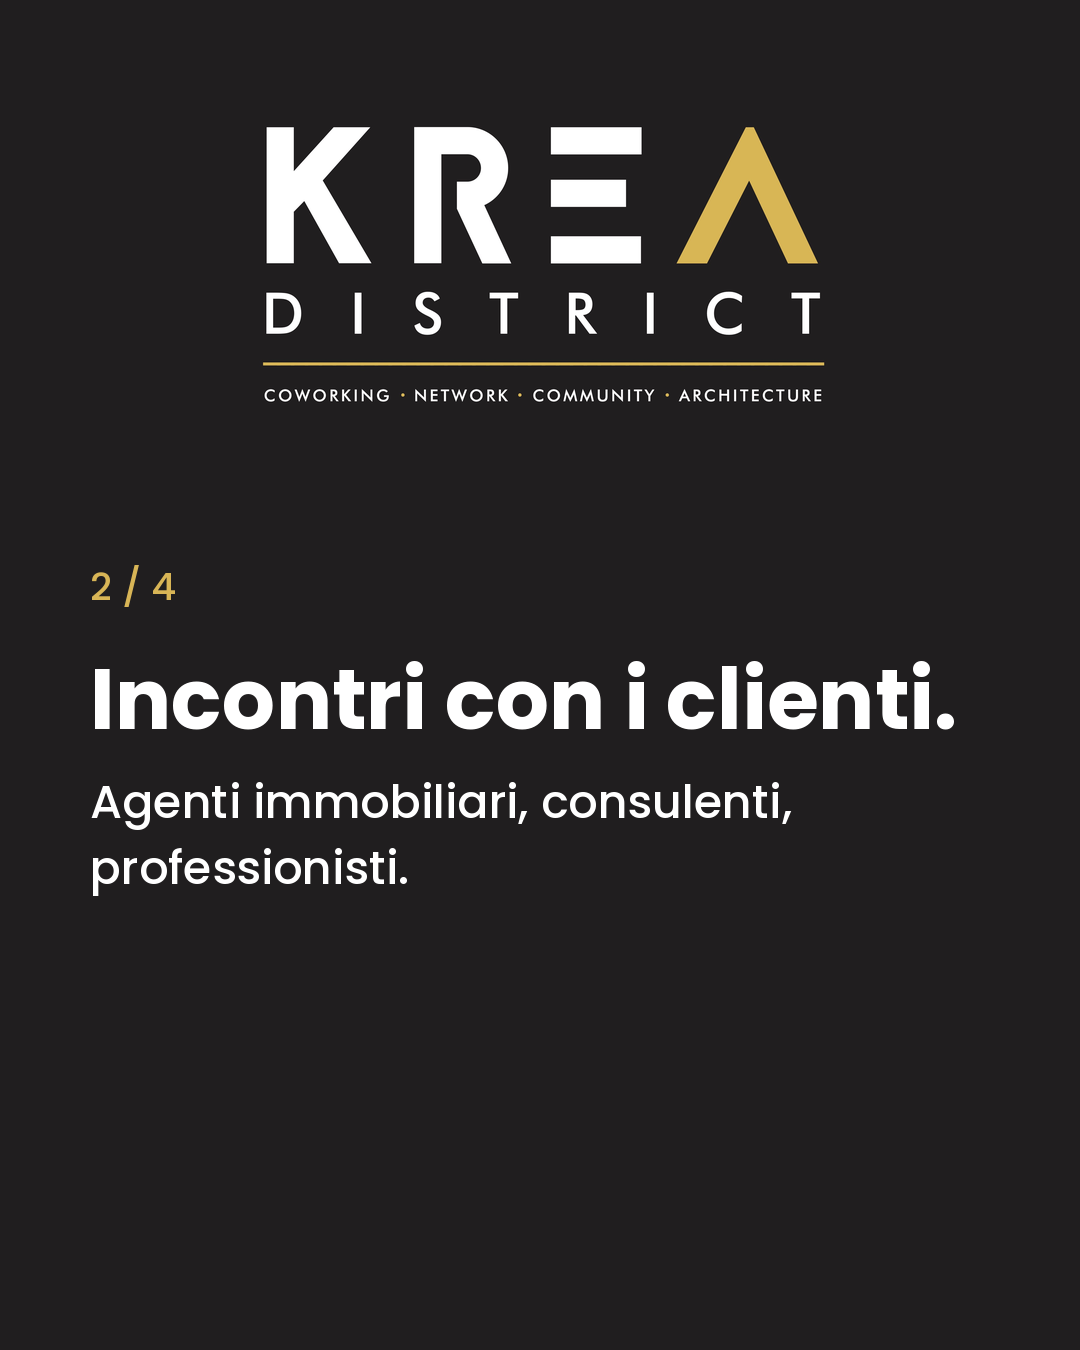 KREA
DISTRICT
COWORKING · NETWORK · COMMUNITY · ARCHITECTURE
2 / 4
Incontri con i clienti.
Agenti immobiliari, consulenti,
professionisti.